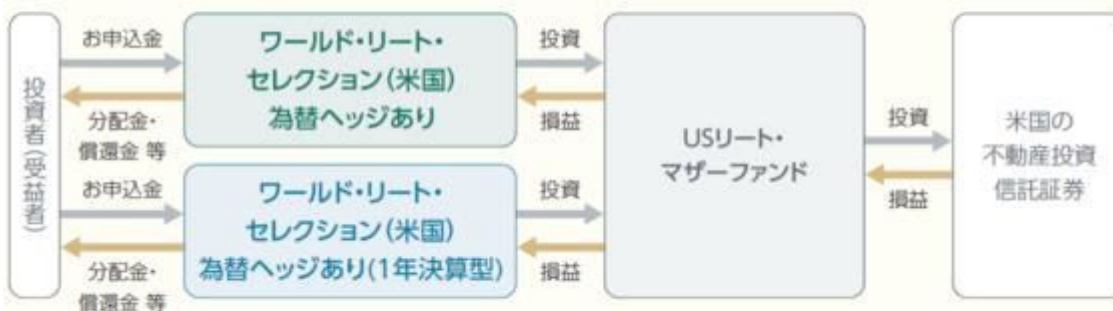 投資者(受益者)
お申込金
分配金・
償還金 等
ワールド・リート・
セレクション(米国)
為替ヘッジあり
投資
損益
お申込金
分配金・
償還金 等
ワールド・リート・
セレクション(米国)
為替ヘッジあり(1年決算型)
投資
損益
USリート・
マザーファンド
投資
損益
米国の
不動産投資
信託証券